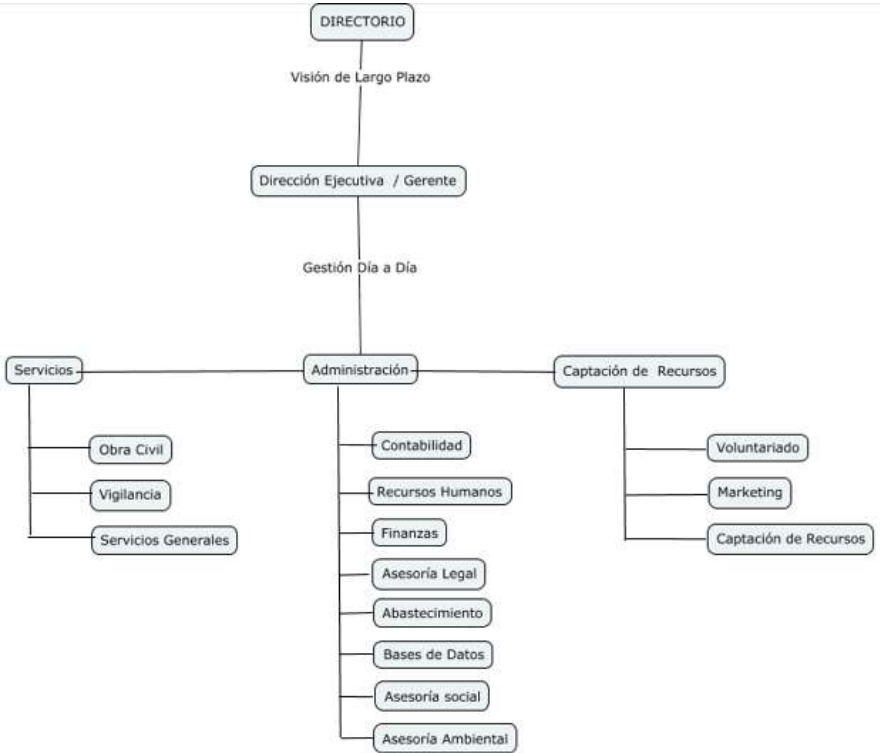 DIRECTORIO
Visión de Largo Plazo
Dirección Ejecutiva / Gerente
Gestión Día a Día
Servicios
Administración
Captación de Recursos
Obra Civil
Vigilancia
Servicios Generales
Contabilidad
Recursos Humanos
Finanzas
Asesoría Legal
Abastecimiento
Bases de Datos
Asesoría social
Asesoría Ambiental
Voluntariado
Marketing
Captación de Recursos